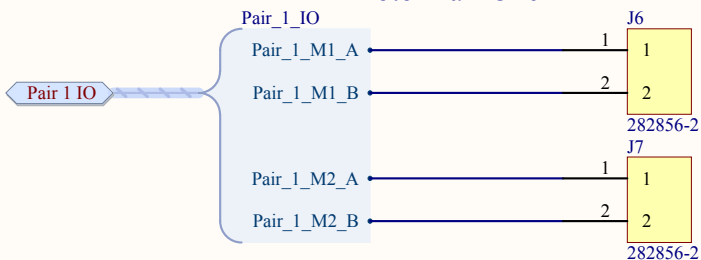 Pair_1_IO
J6
Pair_1_M1_A
1
1
Pair 1 IO
Pair_1_M1_B
2
2
282856-2
J7
Pair_1_M2_A
1
1
Pair_1_M2_B
2
2
282856-2